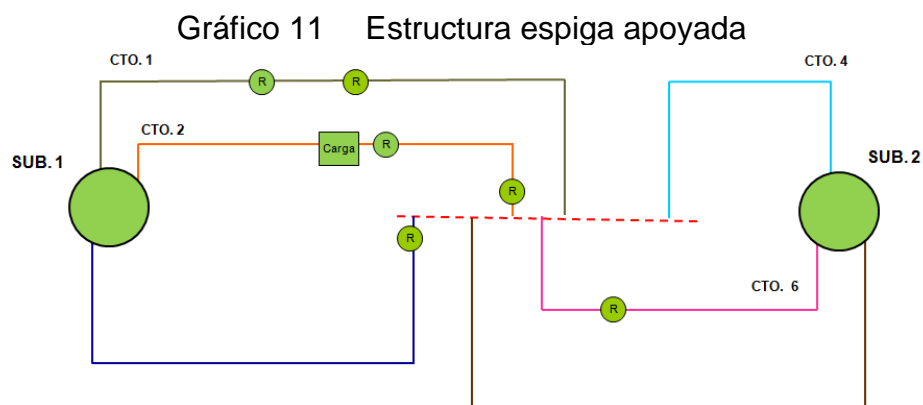 Gráfico 11 Estructura espiga apoyada
CTO. 1
CTO. 4
R
R
CTO. 2
Carga
R
SUB. 1
SUB. 2
R
R
CTO. 6
R